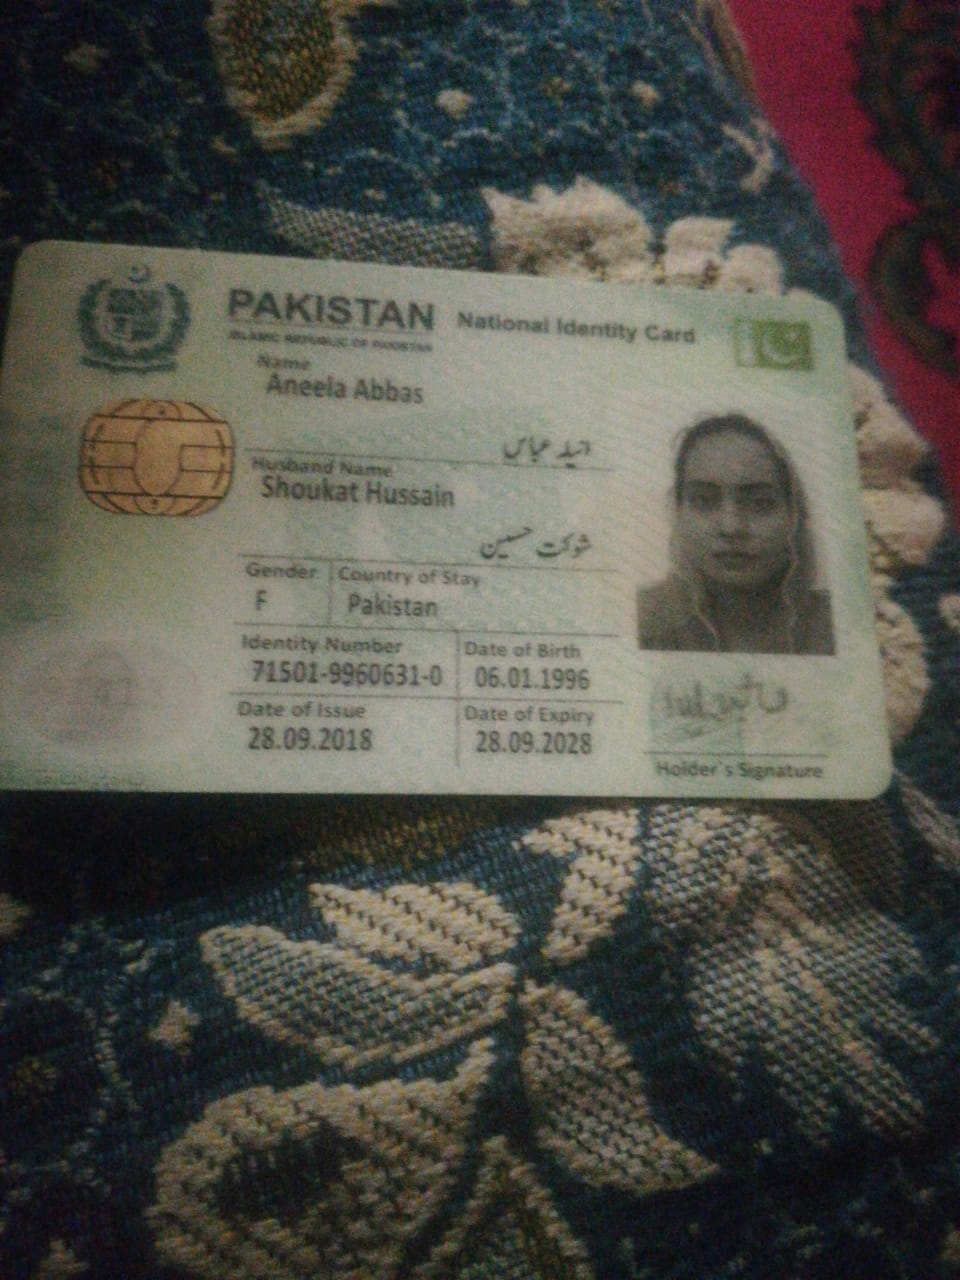 PAKISTAN National Identity Card
ISLAMIC REPUBLIC OF PAKISTAN
Name
Aneela Abbas
انیلہ عباس
Husband Name
Shoukat Hussain
شوکت حسین
Gender Country of Stay
F Pakistan
Identity Number Date of Birth
71501-9960631-0 06.01.1996
Date of Issue Date of Expiry
28.09.2018 28.09.2028
Holder's Signature